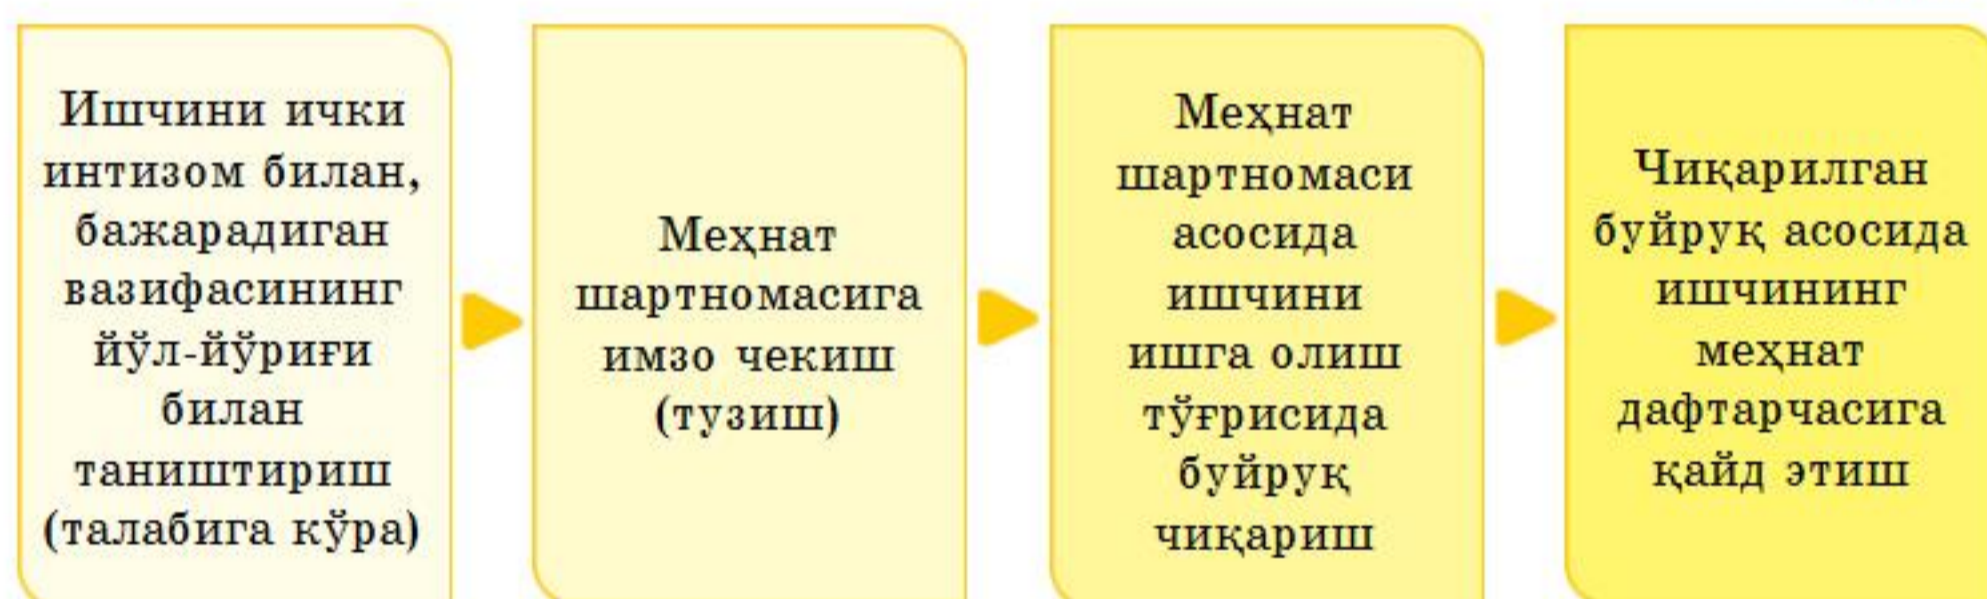 Ишчини ички
интизом билан,
бажарадиган
вазифасининг
йўл-йўриғи
билан
таништириш
(талабига кўра)
Меҳнат
шартномасига
имзо чекиш
(тузиш)
Меҳнат
шартномаси
асосида
ишчини
ишга олиш
тўғрисида
буйруқ
чиқариш
Чиқарилган
буйруқ асосида
ишчининг
меҳнат
дафтарчасига
қайд этиш